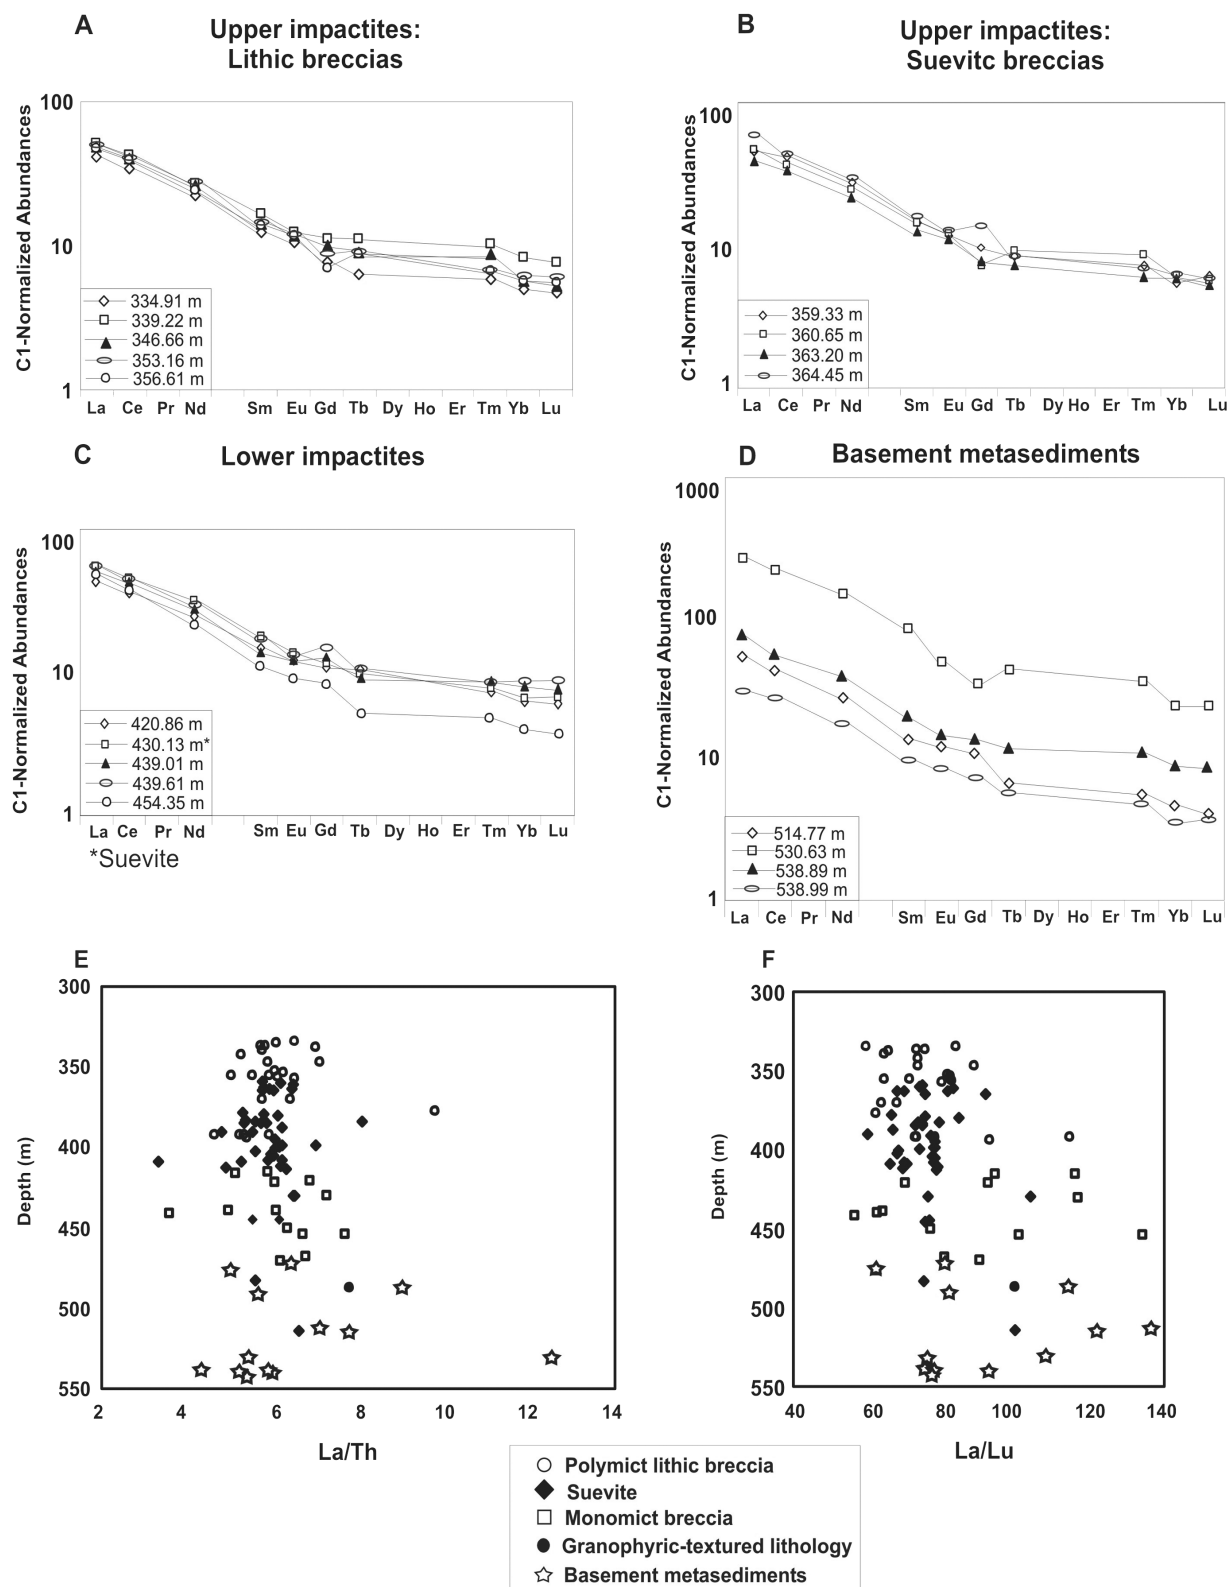 A
Upper impactites:
Lithic breccias
C1-Normalized Abundances
100
10
1
334.91 m
339.22 m
346.66 m
353.16 m
356.61 m
La Ce Pr Nd Sm Eu Gd Tb Dy Ho Er Tm Yb Lu
B
Upper impactites:
Suevitc breccias
C1-Normalized Abundances
100
10
1
359.33 m
360.65 m
363.20 m
364.45 m
La Ce Pr Nd Sm Eu Gd Tb Dy Ho Er Tm Yb Lu
C
Lower impactites
C1-Normalized Abundances
100
10
1
420.86 m
430.13 m*
439.01 m
439.61 m
454.35 m
La Ce Pr Nd Sm Eu Gd Tb Dy Ho Er Tm Yb Lu
*Suevite
D
Basement metasediments
C1-Normalized Abundances
1000
100
10
1
514.77 m
530.63 m
538.89 m
538.99 m
La Ce Pr Nd Sm Eu Gd Tb Dy Ho Er Tm Yb Lu
E
Depth (m)
300
350
400
450
500
550
2 4 6 8 10 12 14
La/Th
F
Depth (m)
300
350
400
450
500
550
40 60 80 100 120 140
La/Lu
Polymict lithic breccia
Suevite
Monomict breccia
Granophyric-textured lithology
Basement metasediments